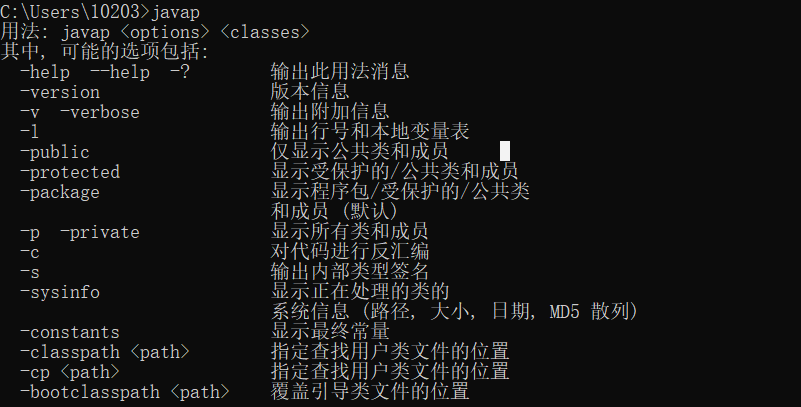 C:\Users\10203>javap
用法: javap <options> <classes>
其中, 可能的选项包括:
  -help  --help  -?        输出此用法消息
  -version                 版本信息
  -v  -verbose             输出附加信息
  -l                       输出行号和本地变量表
  -public                  仅显示公共类和成员
  -protected               显示受保护的/公共类和成员
  -package                 显示程序包/受保护的/公共类
                           和成员 (默认)
  -p  -private             显示所有类和成员
  -c                       对代码进行反汇编
  -s                       输出内部类型签名
  -sysinfo                 显示正在处理的类的
                           系统信息 (路径, 大小, 日期, MD5 散列)
  -constants               显示最终常量
  -classpath <path>        指定查找用户类文件的位置
  -cp <path>               指定查找用户类文件的位置
  -bootclasspath <path>    覆盖引导类文件的位置